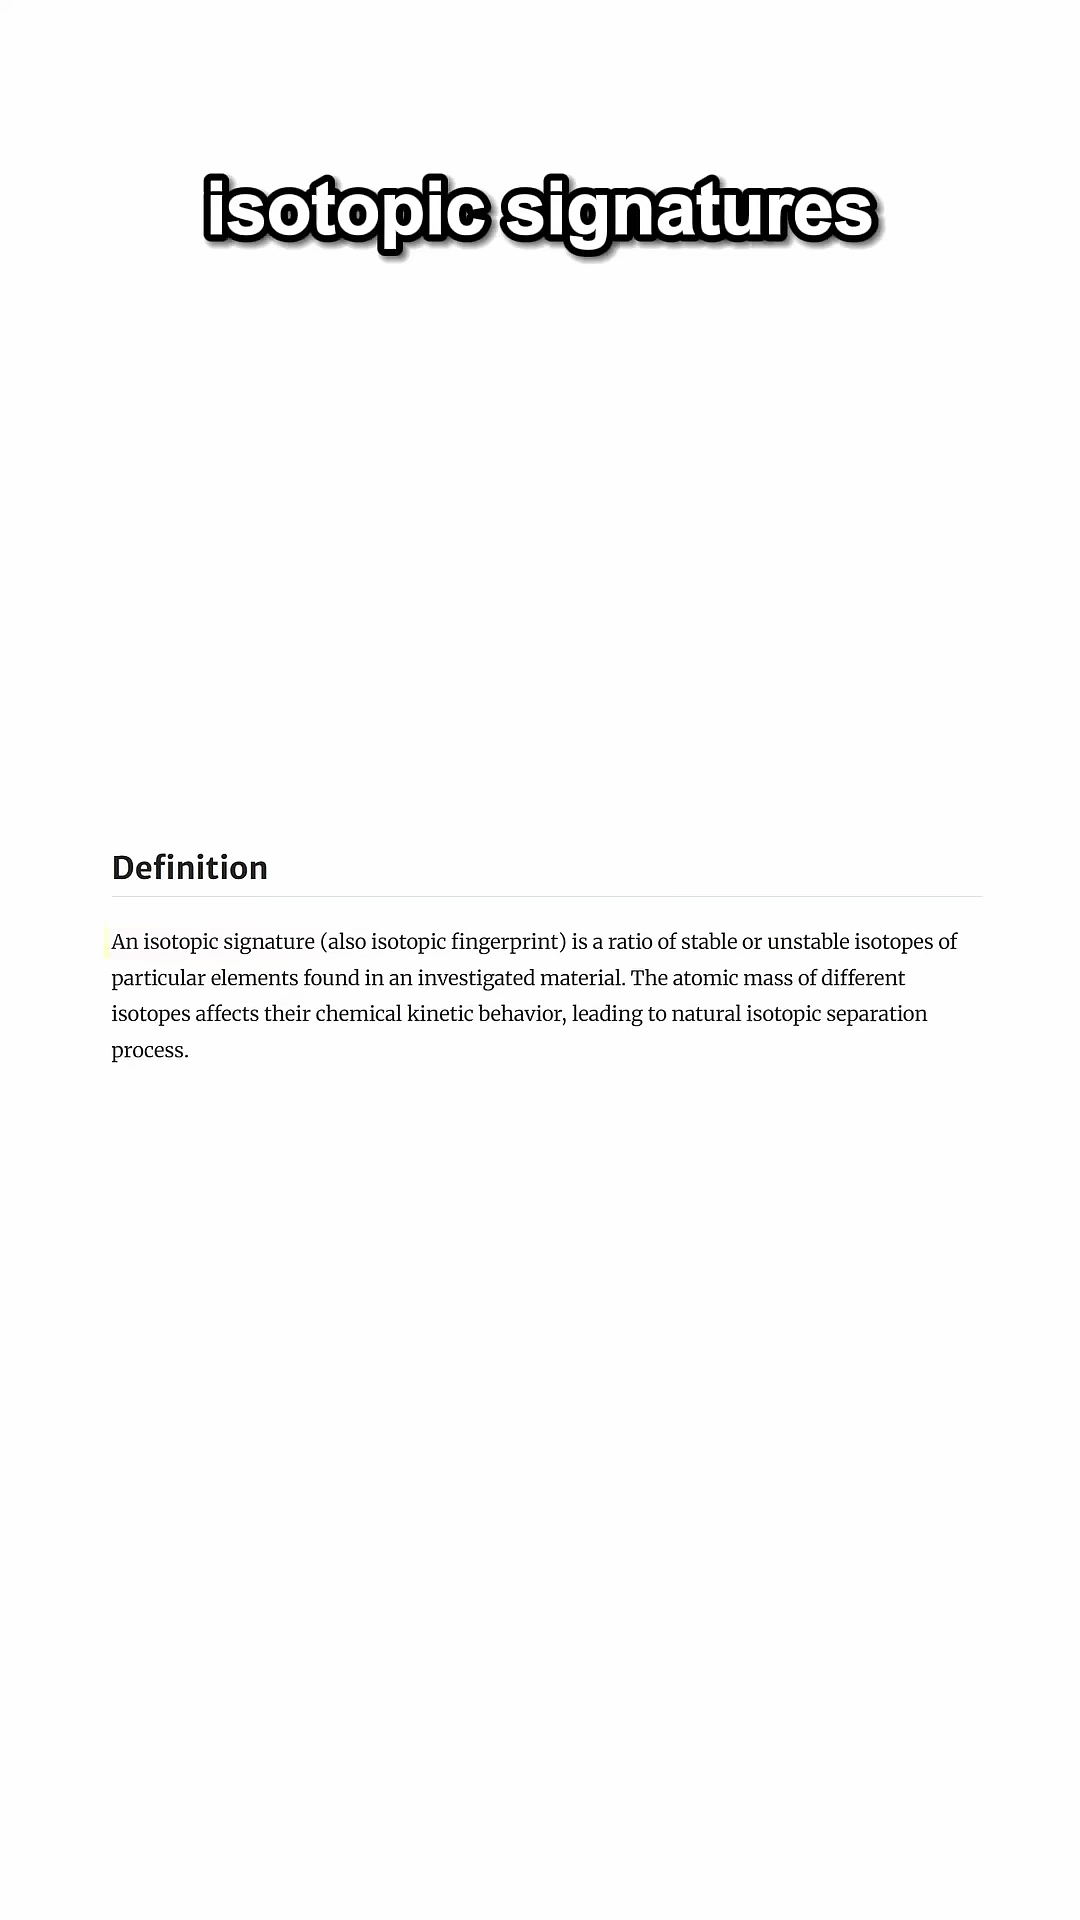 isotopic signatures
Definition
An isotopic signature (also isotopic fingerprint) is a ratio of stable or unstable isotopes of
particular elements found in an investigated material. The atomic mass of different
isotopes affects their chemical kinetic behavior, leading to natural isotopic separation
process.